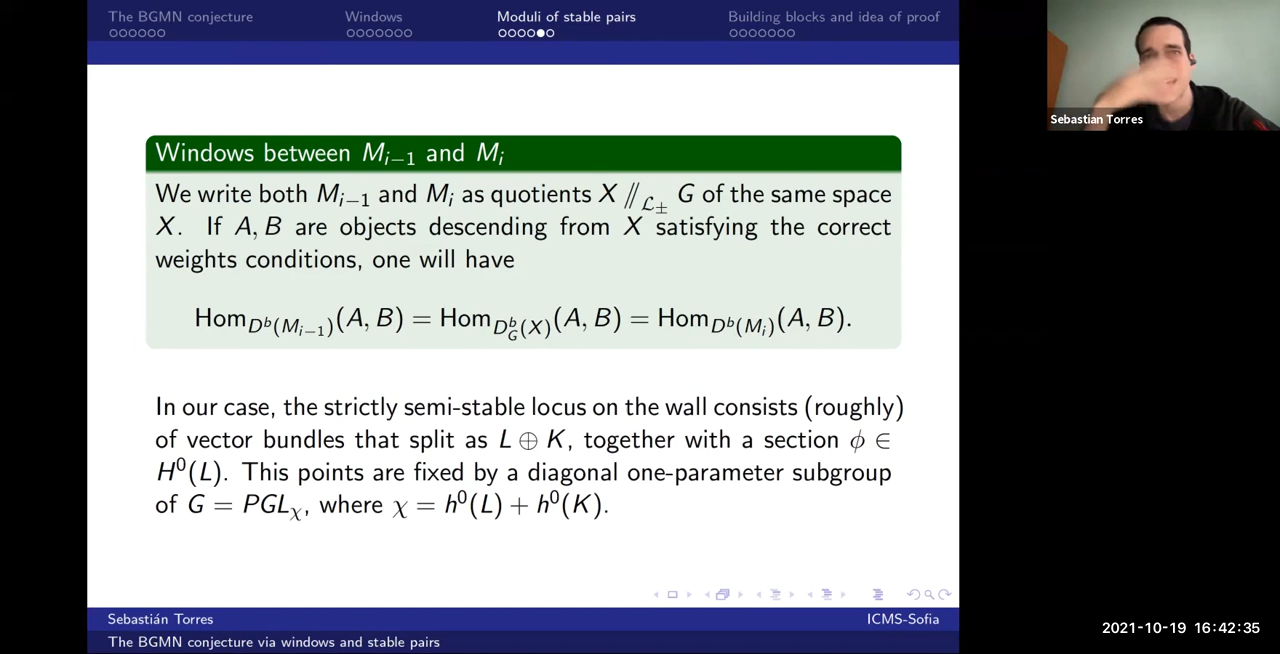 The BGMN conjecture Windows Moduli of stable pairs Building blocks and idea of proof
Sebastian Torres
Windows between M_{i−1} and M_i
We write both M_{i−1} and M_i as quotients X ⫽_{ℒ_±} G of the same space
X. If A, B are objects descending from X satisfying the correct
weights conditions, one will have
Hom_{D^b(M_{i−1})}(A, B) = Hom_{D^b_G(X)}(A, B) = Hom_{D^b(M_i)}(A, B).
In our case, the strictly semi-stable locus on the wall consists (roughly)
of vector bundles that split as L ⊕ K, together with a section ϕ ∈
H^0(L). This points are fixed by a diagonal one-parameter subgroup
of G = PGL_χ, where χ = h^0(L) + h^0(K).
Sebastián Torres ICMS-Sofia
The BGMN conjecture via windows and stable pairs
2021-10-19 16:42:35